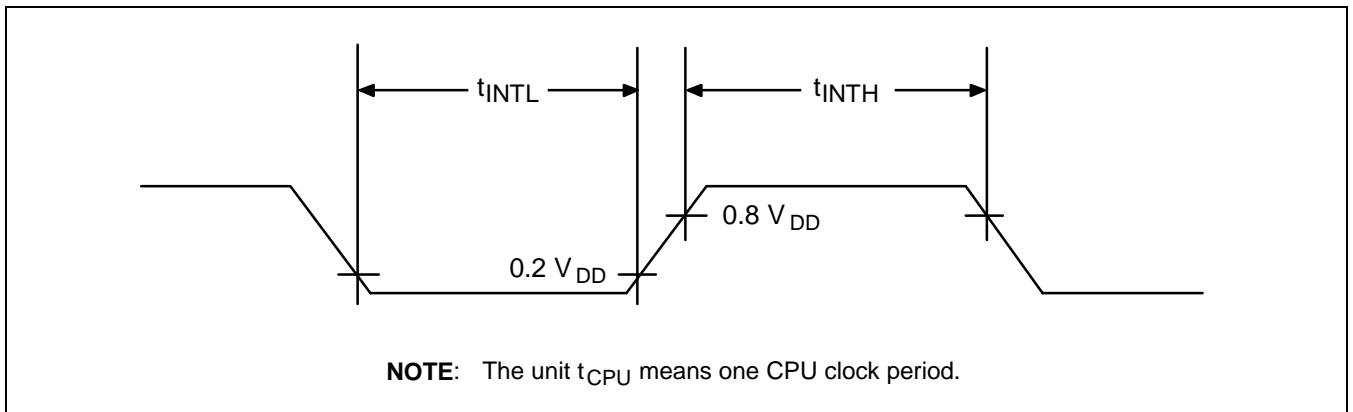 tINTL
tINTH
0.8 VDD
0.2 VDD
NOTE: The unit tCPU means one CPU clock period.